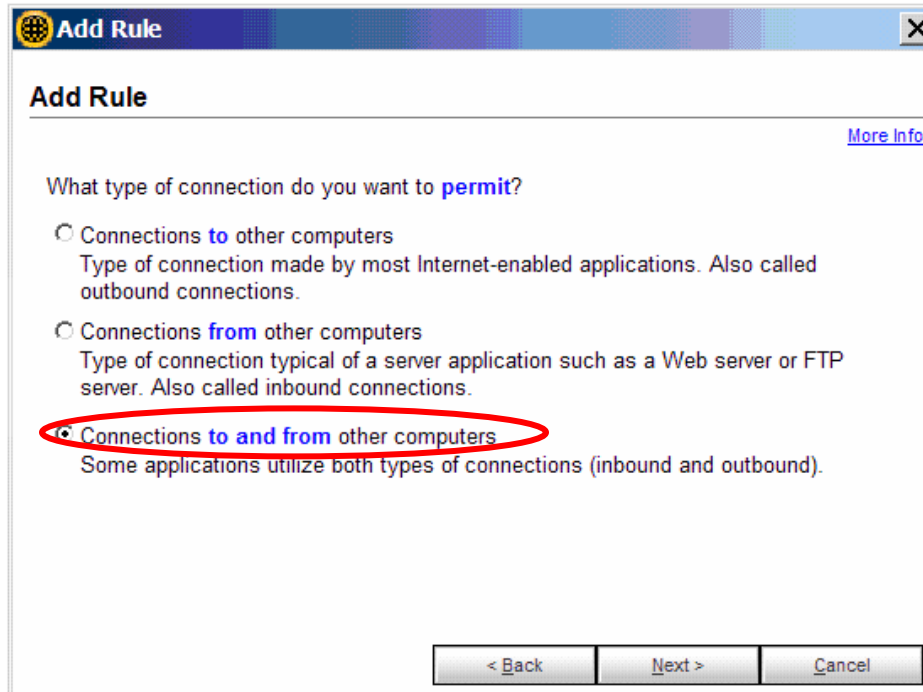 Add Rule
Add Rule
More Info
What type of connection do you want to permit?
Connections to other computers
Type of connection made by most Internet-enabled applications. Also called
outbound connections.
Connections from other computers
Type of connection typical of a server application such as a Web server or FTP
server. Also called inbound connections.
Connections to and from other computers
Some applications utilize both types of connections (inbound and outbound).
< Back
Next >
Cancel